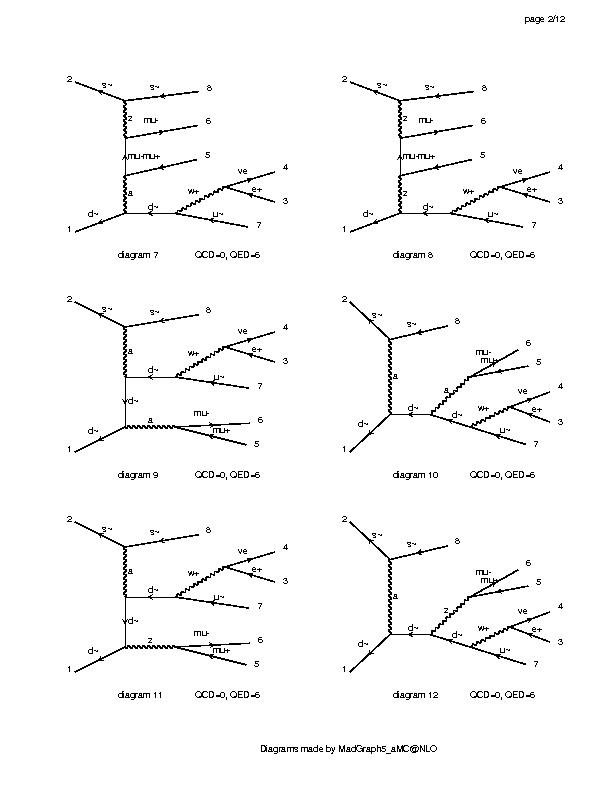 page 2/12
2 s~ s~ 8
z mu- 6
mu-mu+ 5
a w+ ve 4
e+ 3
d~ d~ u~ 7
1
diagram 7 QCD=0, QED=6
2 s~ s~ 8
z mu- 6
mu-mu+ 5
z w+ ve 4
e+ 3
d~ d~ u~ 7
1
diagram 8 QCD=0, QED=6
2 s~ s~ 8
a w+ ve 4
e+ 3
d~ u~ 7
d~
d~ a mu- 6
mu+ 5
1
diagram 9 QCD=0, QED=6
2 s~ s~ 8
mu- 6
mu+ 5
a a w+ ve 4
e+ 3
d~ d~ d~ u~ 7
1
diagram 10 QCD=0, QED=6
2 s~ s~ 8
a w+ ve 4
e+ 3
d~ u~ 7
d~
d~ z mu- 6
mu+ 5
1
diagram 11 QCD=0, QED=6
2 s~ s~ 8
mu- 6
mu+ 5
a z w+ ve 4
e+ 3
d~ d~ d~ u~ 7
1
diagram 12 QCD=0, QED=6
Diagrams made by MadGraph5_aMC@NLO